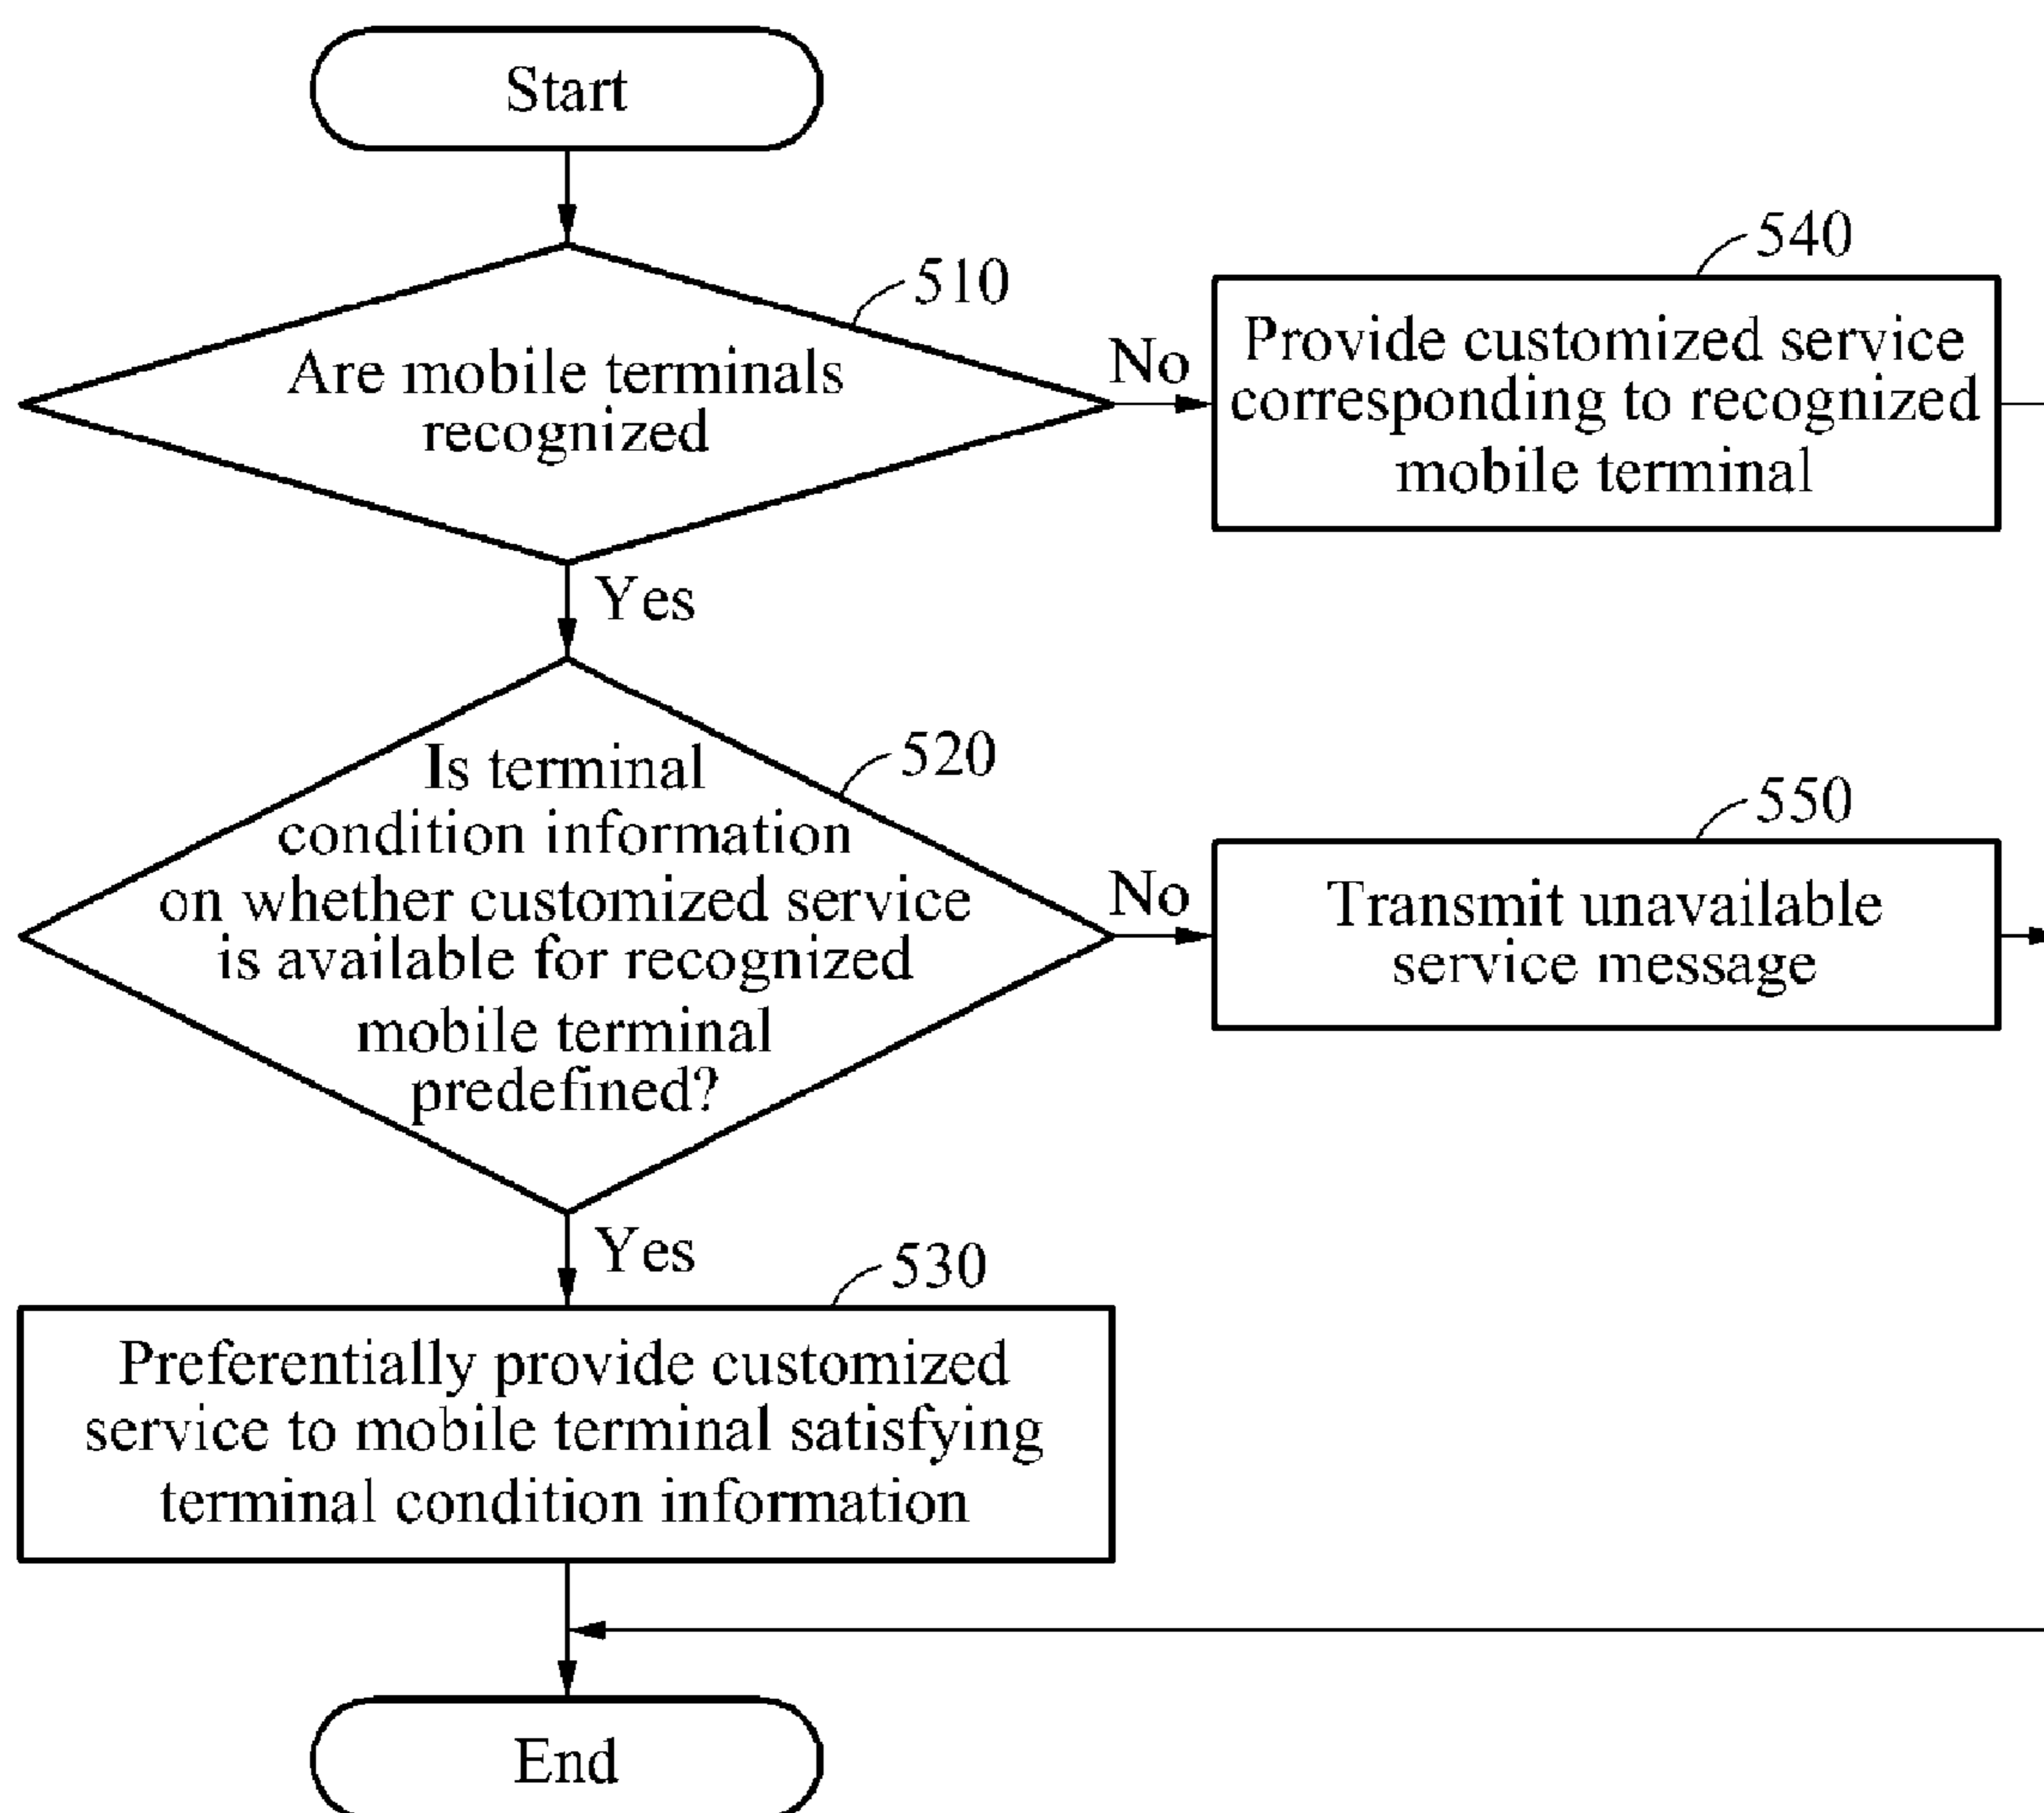 Start
510
Are mobile terminals
recognized
No
540
Provide customized service
corresponding to recognized
mobile terminal
Yes
520
Is terminal
condition information
on whether customized service
is available for recognized
mobile terminal
predefined?
No
550
Transmit unavailable
service message
Yes
530
Preferentially provide customized
service to mobile terminal satisfying
terminal condition information
End